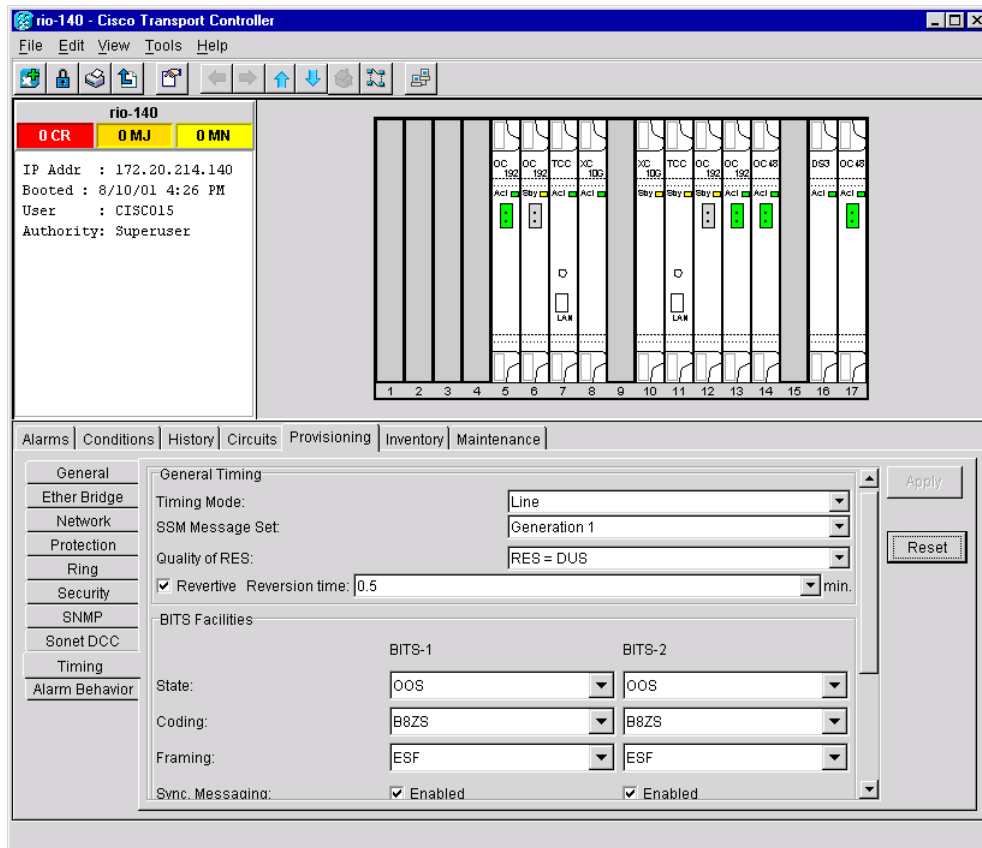 rio-140 - Cisco Transport Controller
File Edit View Tools Help
rio-140
0 CR 0 MJ 0 MN
IP Addr : 172.20.214.140
Booted : 8/10/01 4:26 PM
User : CISCO15
Authority: Superuser
OC 192 OC 192 TCC XC 10G XC 10G TCC OC 192 OC 192 OC48 DS3 OC48
Act Sby Act Act Sby Sby Sby Act Act Act Act
LAN LAN
1 2 3 4 5 6 7 8 9 10 11 12 13 14 15 16 17
Alarms Conditions History Circuits Provisioning Inventory Maintenance
General
Ether Bridge
Network
Protection
Ring
Security
SNMP
Sonet DCC
Timing
Alarm Behavior
General Timing
Timing Mode: Line
SSM Message Set: Generation 1
Quality of RES: RES = DUS
Revertive Reversion time: 0.5 min.
BITS Facilities
BITS-1 BITS-2
State: OOS OOS
Coding: B8ZS B8ZS
Framing: ESF ESF
Sync. Messaging: Enabled Enabled
Apply
Reset